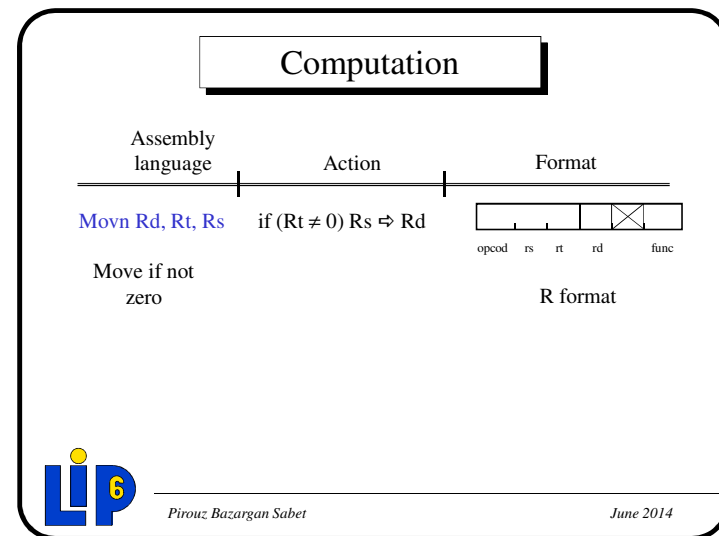 Computation
Assembly
language
Action
Format
Movn Rd, Rt, Rs
if (Rt ≠ 0) Rs ⇨ Rd
opcod rs rt rd func
Move if not
zero
R format
LIP6
Pirouz Bazargan Sabet
June 2014